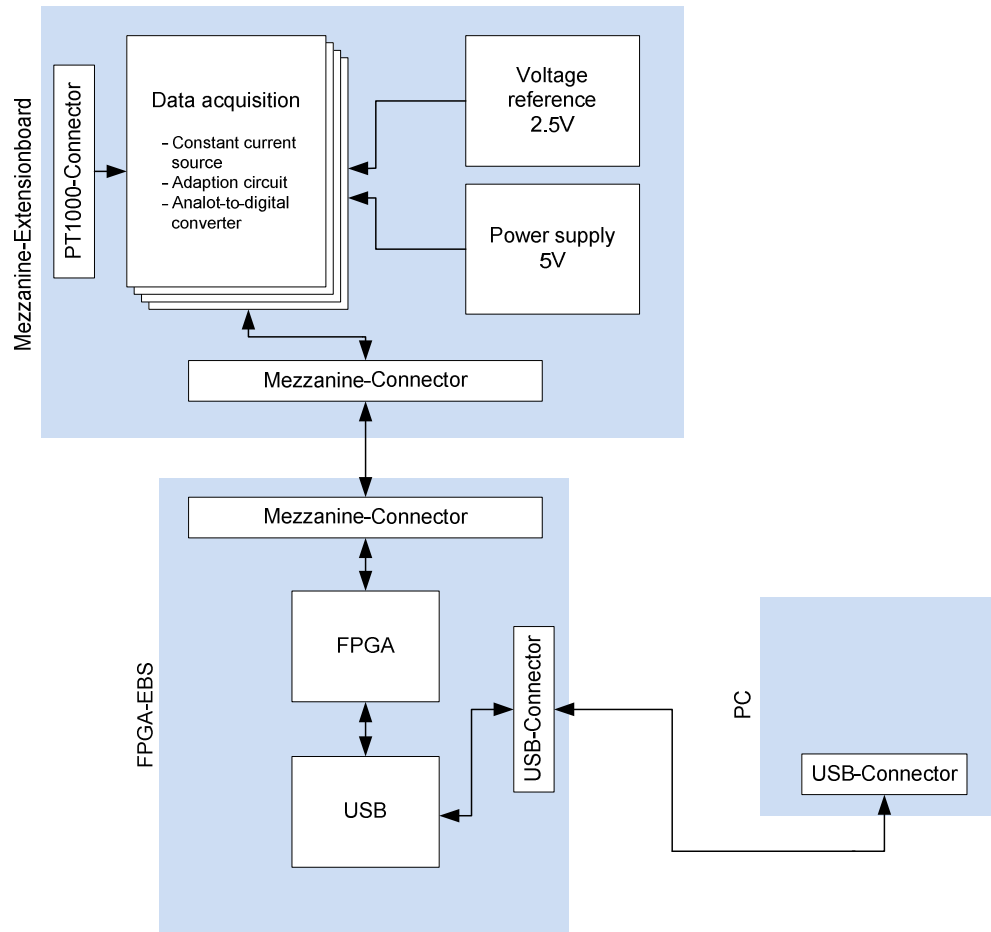 Mezzanine-Extensionboard
PT1000-Connector
Data acquisition
- Constant current
source
- Adaption circuit
- Analot-to-digital
converter
Voltage
reference
2.5V
Power supply
5V
Mezzanine-Connector
FPGA-EBS
Mezzanine-Connector
FPGA
USB
USB-Connector
PC
USB-Connector